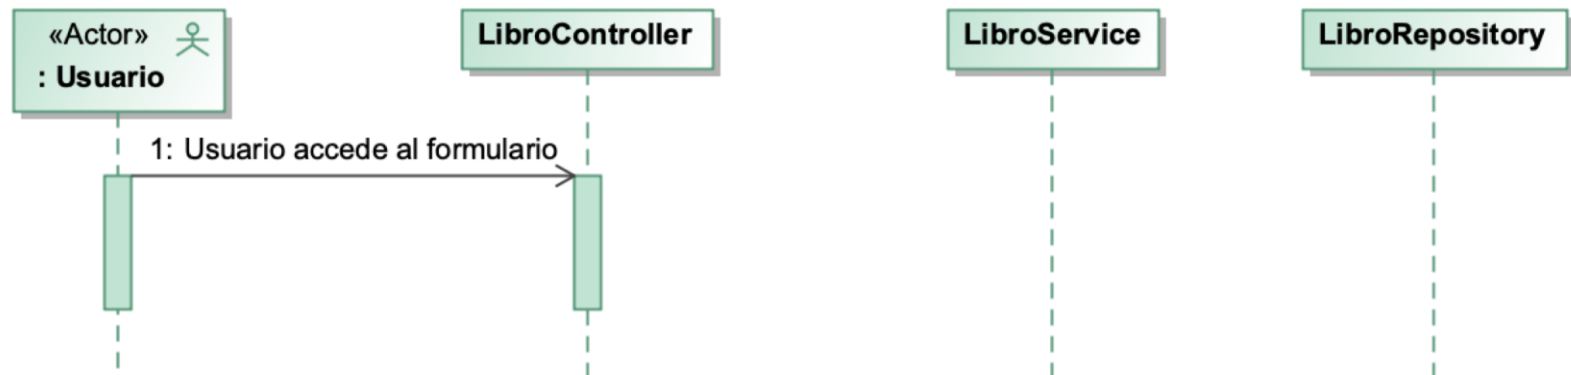 «Actor»
: Usuario
LibroController
LibroService
LibroRepository
1: Usuario accede al formulario